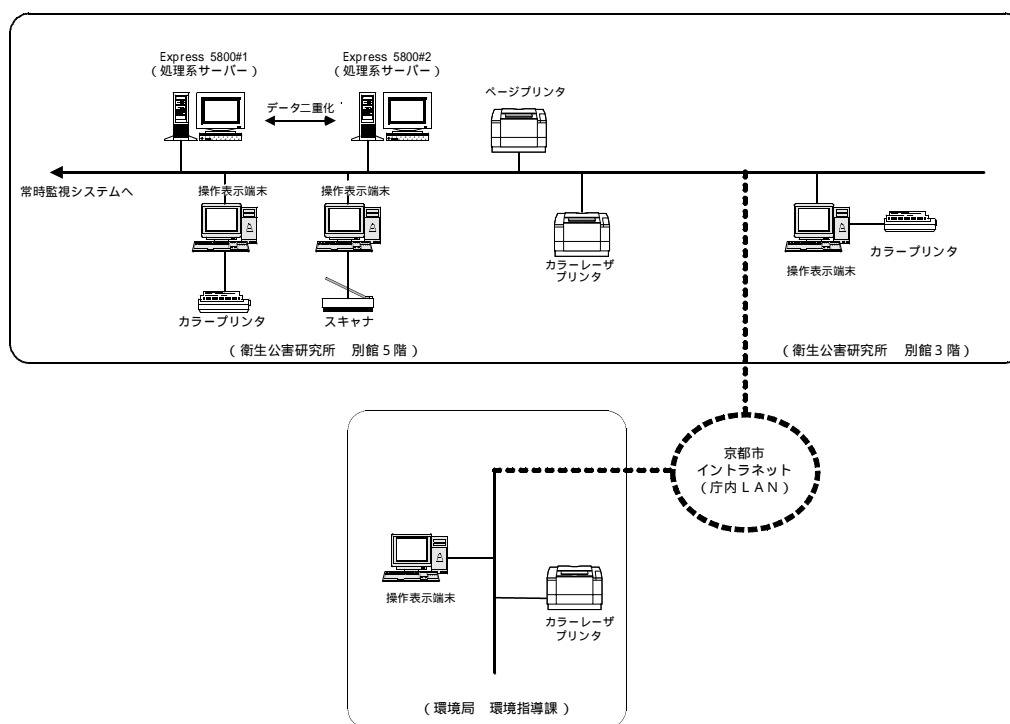 Express 5800#1
(処理系サーバー)
Express 5800#2
(処理系サーバー)
データ二重化
ページプリンタ
常時監視システムへ
操作表示端末
操作表示端末
カラーレーザ
プリンタ
操作表示端末
カラープリンタ
カラープリンタ
スキャナ
(衛生公害研究所 別館5階)
(衛生公害研究所 別館3階)
京都市
イントラネット
(庁内LAN)
操作表示端末
カラーレーザ
プリンタ
(環境局 環境指導課)